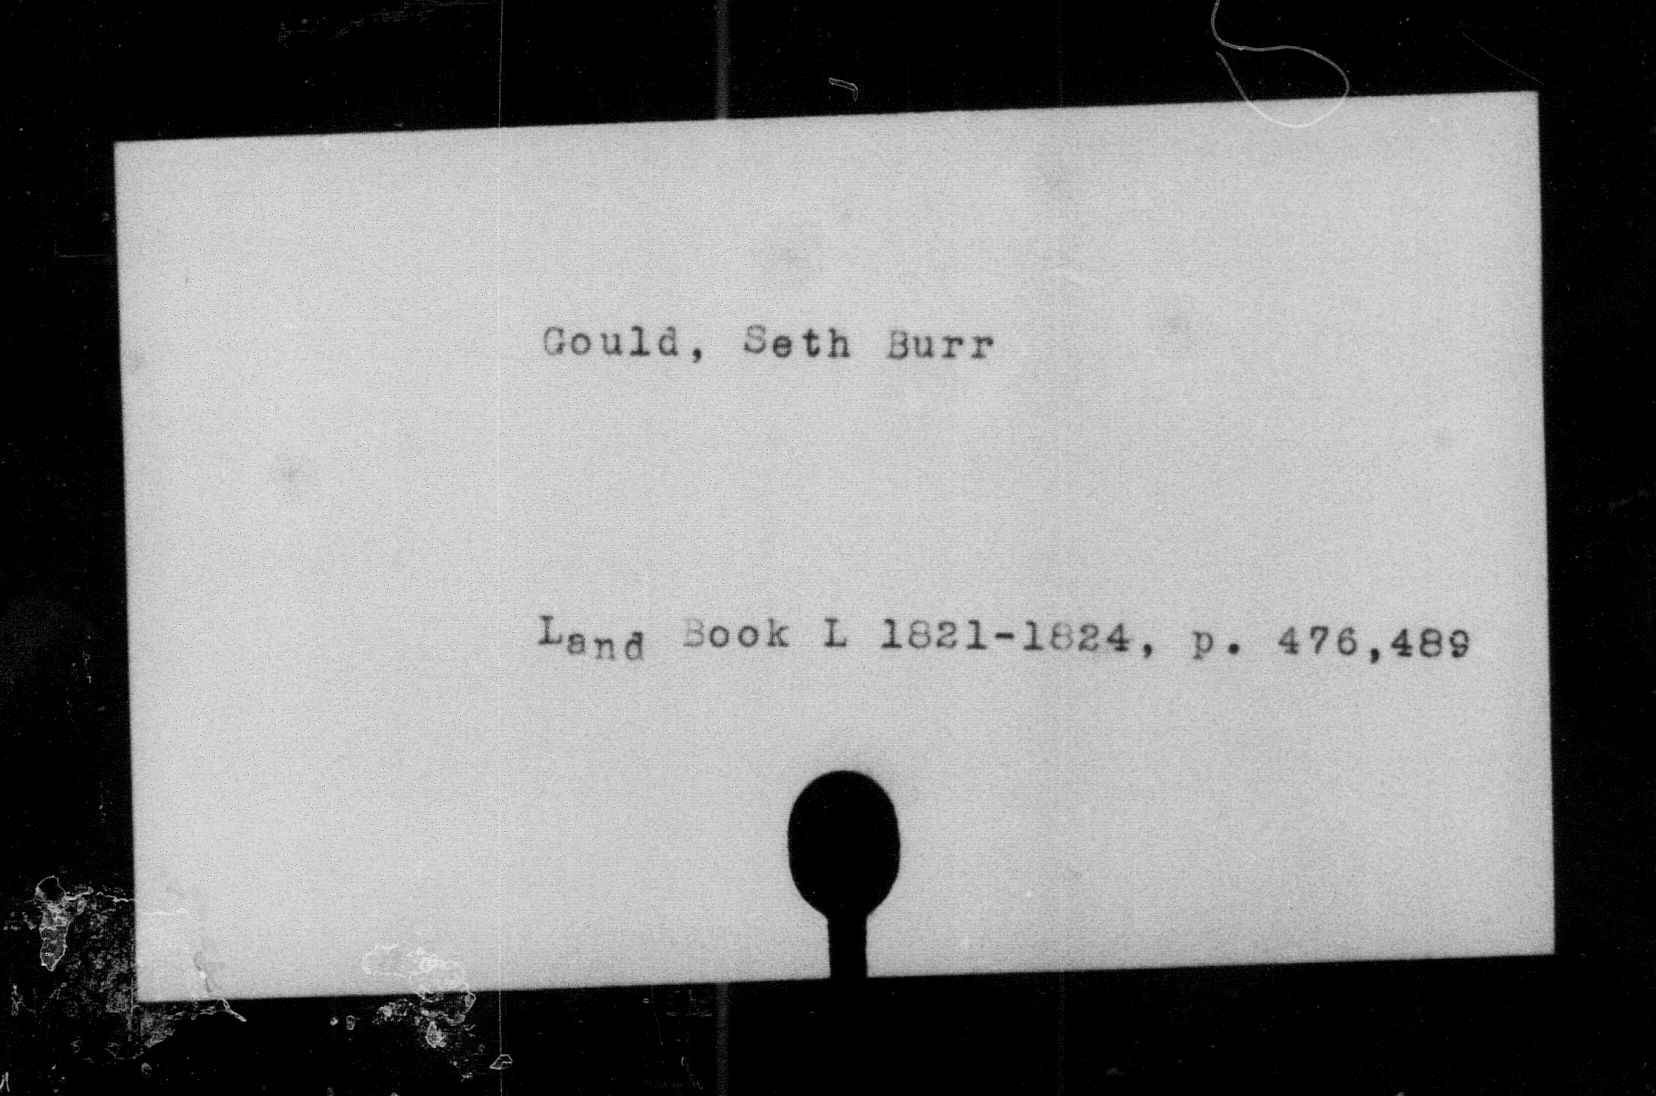 Gould, Seth Burr
Land Book L 1821-1824, p. 476,489